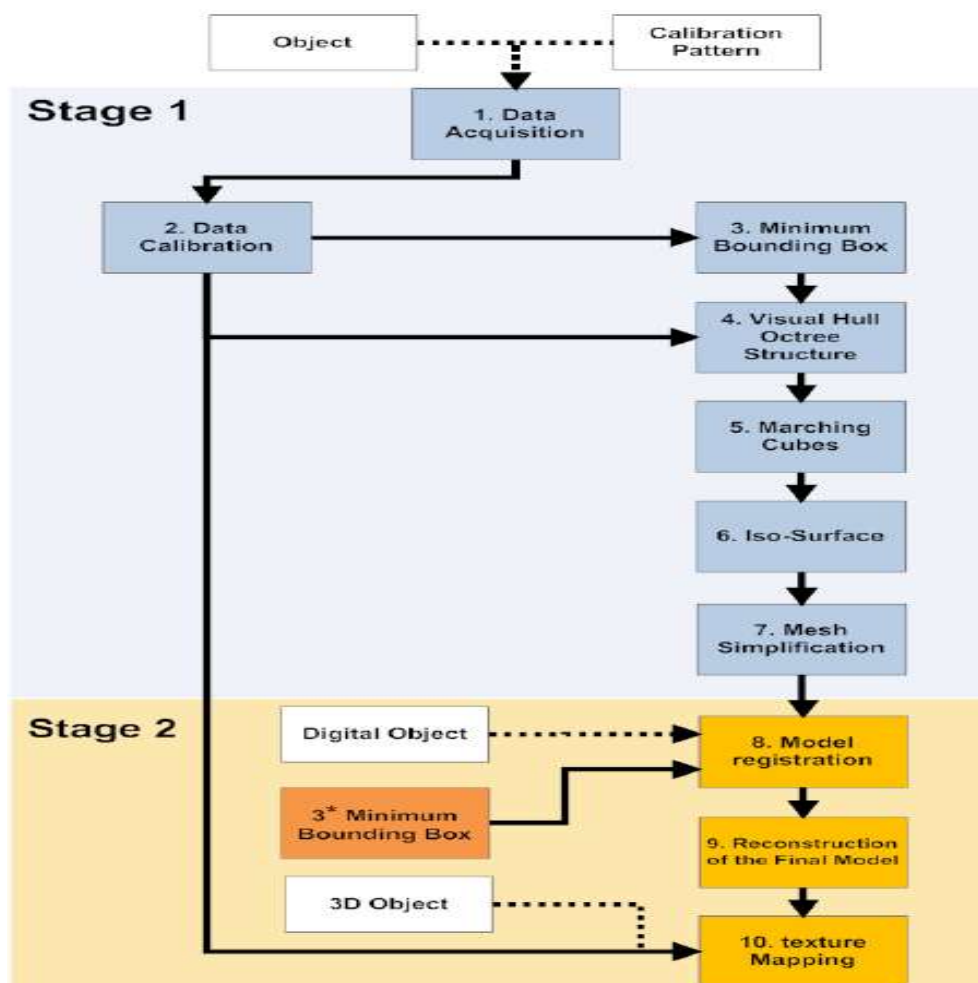 Object
Calibration
Pattern
Stage 1
1. Data
Acquisition
2. Data
Calibration
3. Minimum
Bounding Box
4. Visual Hull
Octree
Structure
5. Marching
Cubes
6. Iso-Surface
7. Mesh
Simplification
Stage 2
Digital Object
8. Model
registration
3* Minimum
Bounding Box
9. Reconstruction
of the Final Model
3D Object
10. texture
Mapping